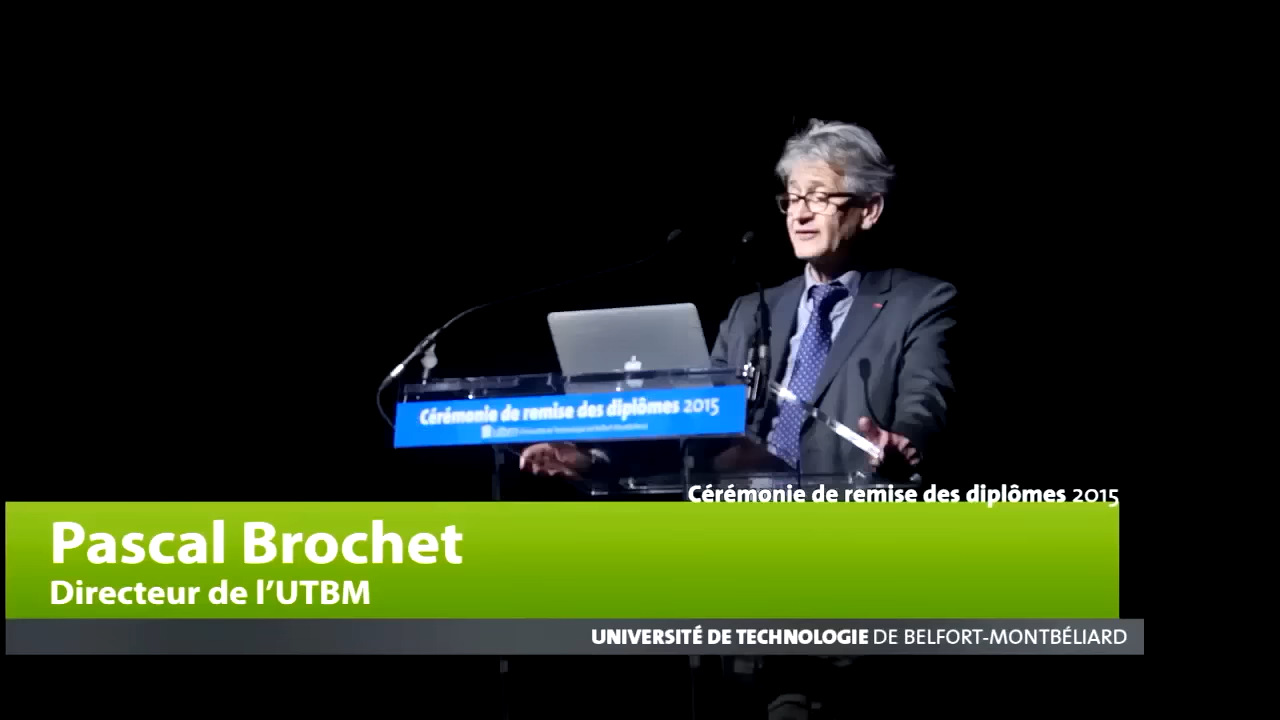 Cérémonie de remise des diplômes 2015
Cérémonie de remise des diplômes 2015
Pascal Brochet
Directeur de l'UTBM
UNIVERSITÉ DE TECHNOLOGIE DE BELFORT-MONTBÉLIARD